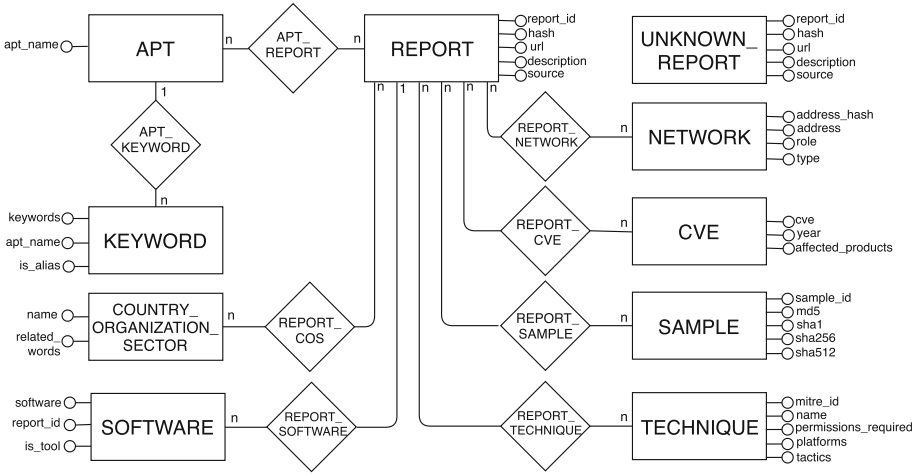 apt_name
APT
n
APT_
REPORT
n
REPORT
report_id
hash
url
description
source
UNKNOWN_
REPORT
report_id
hash
url
description
source
1
n
1
n
n
n
n
APT_
KEYWORD
n
REPORT_
NETWORK
n
NETWORK
address_hash
address
role
type
keywords
apt_name
is_alias
KEYWORD
REPORT_
CVE
n
CVE
cve
year
affected_products
name
related_
words
COUNTRY_
ORGANIZATION_
SECTOR
n
REPORT_
COS
REPORT_
SAMPLE
n
SAMPLE
sample_id
md5
sha1
sha256
sha512
software
report_id
is_tool
SOFTWARE
n
REPORT_
SOFTWARE
REPORT_
TECHNIQUE
n
TECHNIQUE
mitre_id
name
permissions_required
platforms
tactics